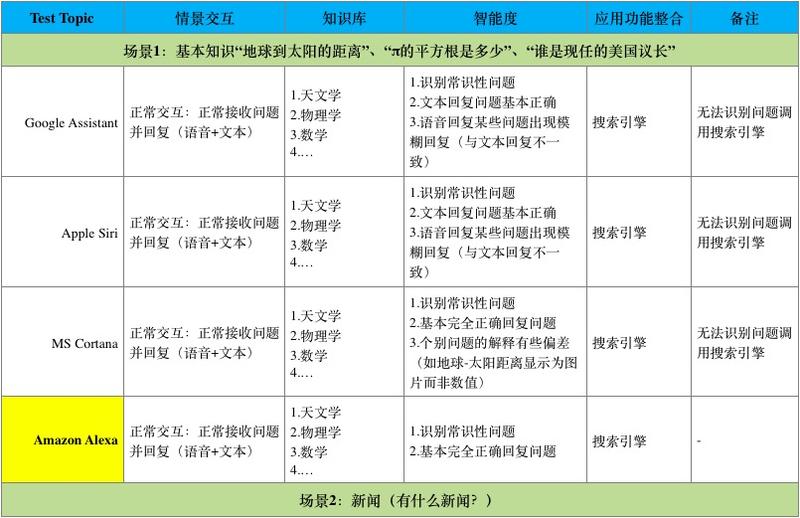 Test Topic 情景交互 知识库 智能度 应用功能整合 备注
场景1：基本知识“地球到太阳的距离”、“π的平方根是多少”、“谁是现任的美国议长”
Google Assistant
正常交互：正常接收问题
并回复（语音+文本）
1.天文学
2.物理学
3.数学
4.…
1.识别常识性问题
2.文本回复问题基本正确
3.语音回复某些问题出现模
糊回复（与文本回复不一
致）
搜索引擎
无法识别问题调
用搜索引擎
Apple Siri
正常交互：正常接收问题
并回复（语音+文本）
1.天文学
2.物理学
3.数学
4.…
1.识别常识性问题
2.文本回复问题基本正确
3.语音回复某些问题出现模
糊回复（与文本回复不一
致）
搜索引擎
无法识别问题调
用搜索引擎
MS Cortana
正常交互：正常接收问题
并回复（语音+文本）
1.天文学
2.物理学
3.数学
4.…
1.识别常识性问题
2.基本完全正确回复问题
3.个别问题的解释有些偏差
（如地球-太阳距离显示为图
片而非数值）
搜索引擎
无法识别问题调
用搜索引擎
Amazon Alexa
正常交互：正常接收问题
并回复（语音+文本）
1.天文学
2.物理学
3.数学
4.…
1.识别常识性问题
2.基本完全正确回复问题
搜索引擎
-
场景2：新闻（有什么新闻？）